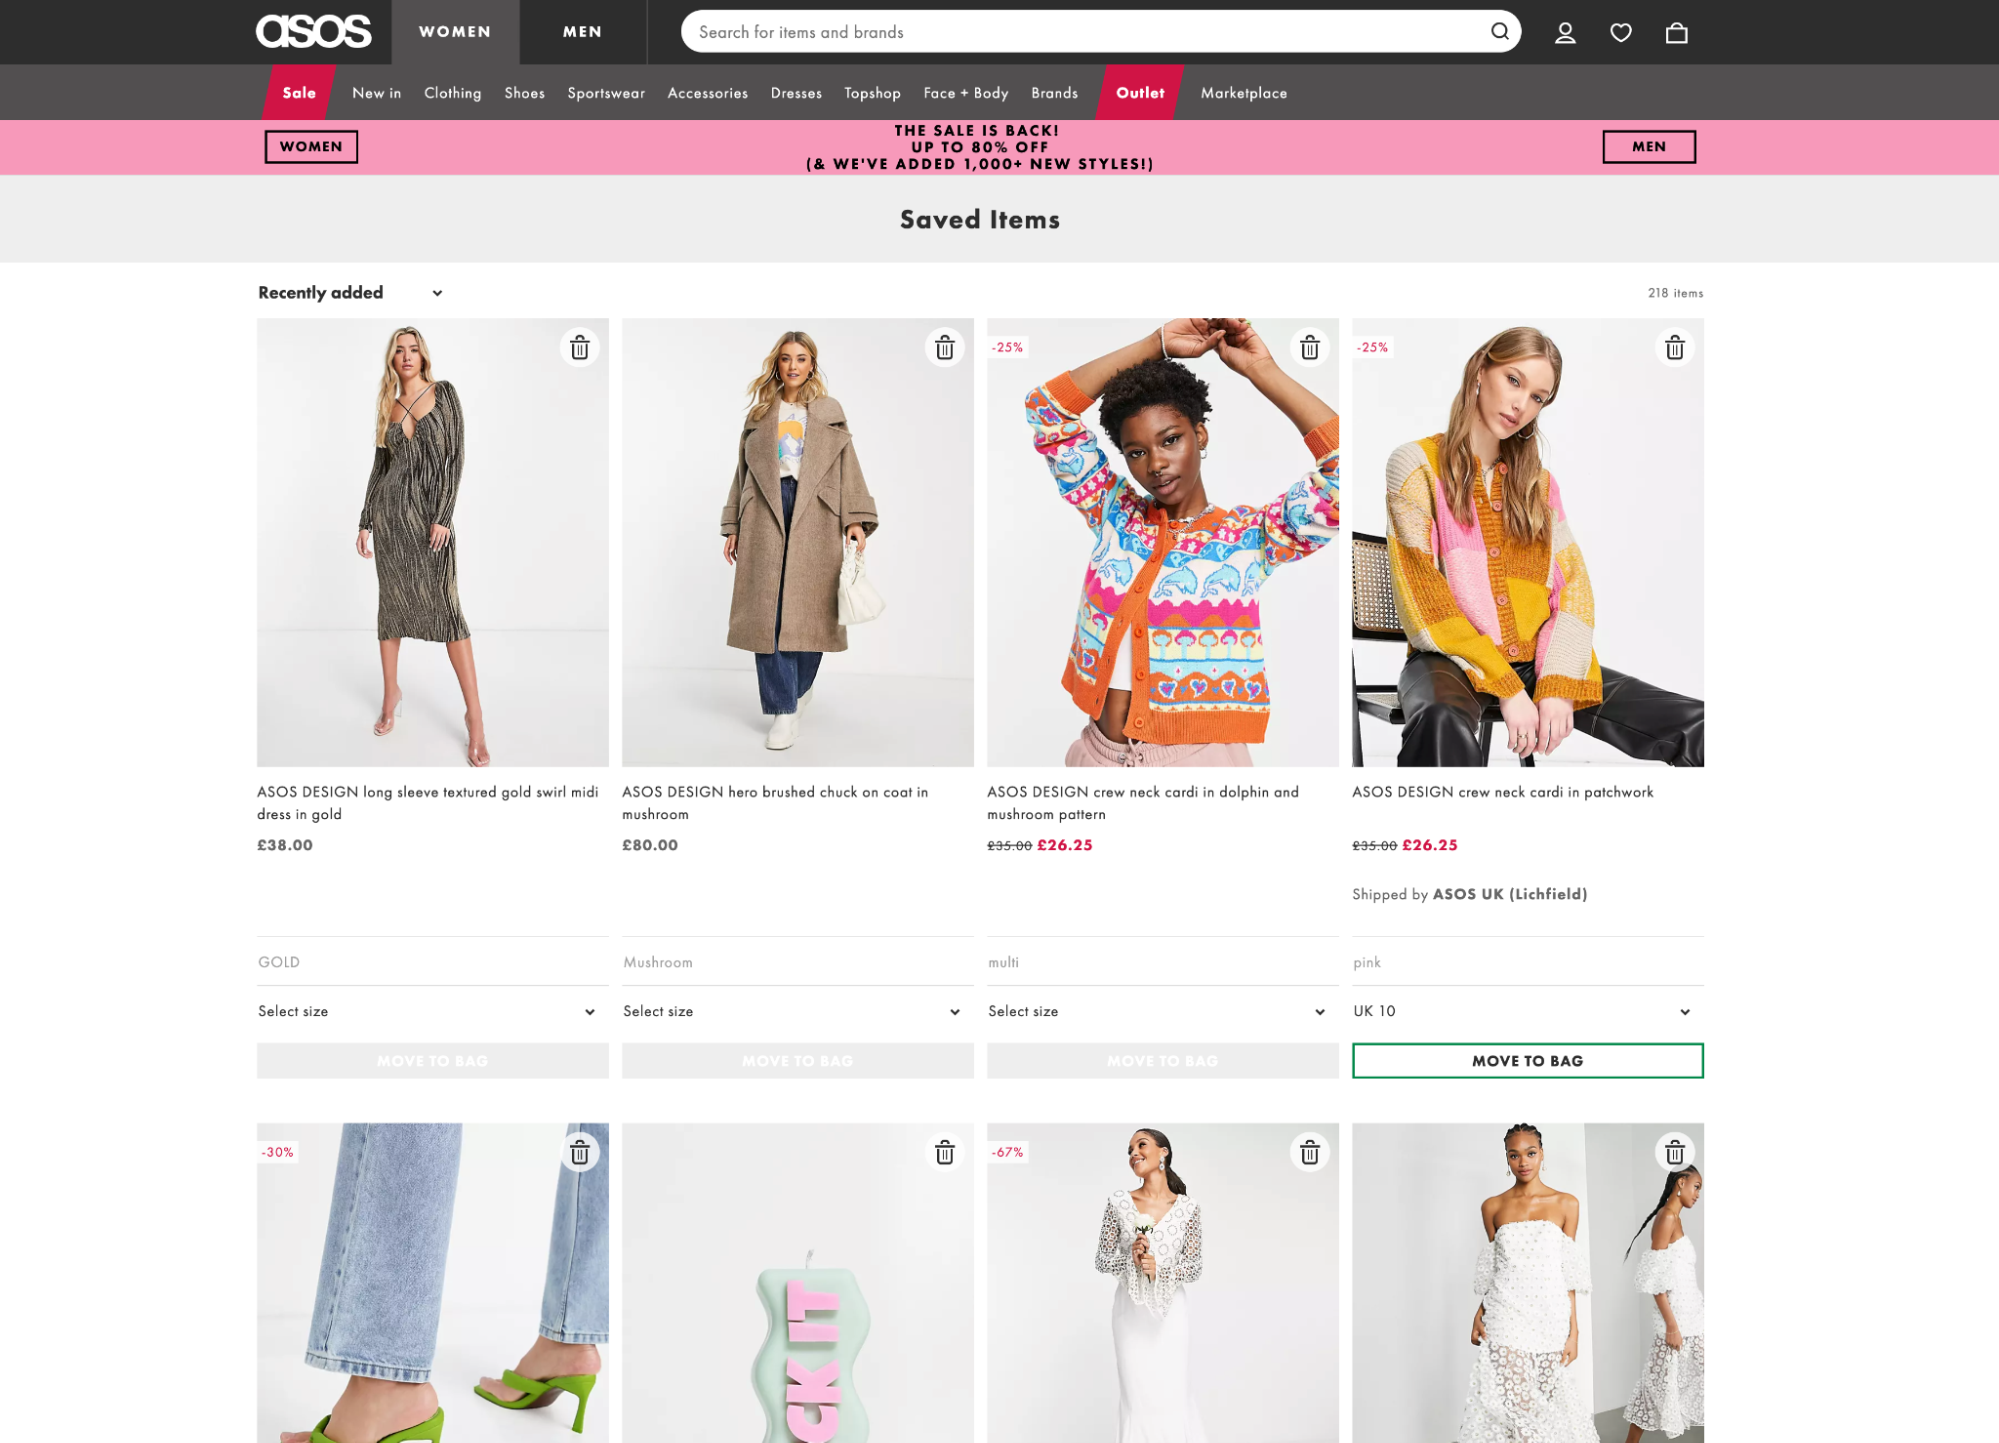 asos
WOMEN
MEN
Search for items and brands
Sale
New in
Clothing
Shoes
Sportswear
Accessories
Dresses
Topshop
Face + Body
Brands
Outlet
Marketplace
WOMEN
THE SALE IS BACK!
UP TO 80% OFF
(& WE'VE ADDED 1,000+ NEW STYLES!)
MEN
Saved Items
Recently added
218 items
-25%
-25%
ASOS DESIGN long sleeve textured gold swirl midi
dress in gold
£38.00
ASOS DESIGN hero brushed chuck on coat in
mushroom
£80.00
ASOS DESIGN crew neck cardi in dolphin and
mushroom pattern
£35.00 £26.25
ASOS DESIGN crew neck cardi in patchwork
£35.00 £26.25
Shipped by ASOS UK (Lichfield)
GOLD
Mushroom
multi
pink
Select size
Select size
Select size
UK 10
MOVE TO BAG
MOVE TO BAG
MOVE TO BAG
MOVE TO BAG
-30%
-67%
CK IT